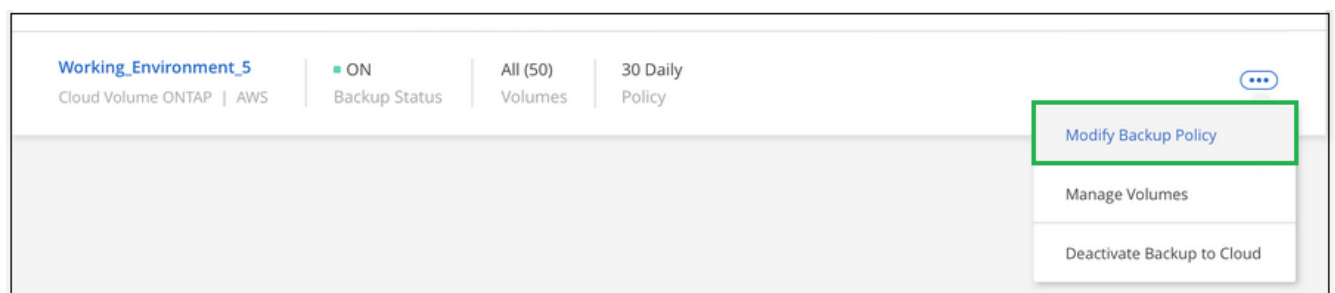 Working_Environment_5
Cloud Volume ONTAP | AWS
ON
Backup Status
All (50)
Volumes
30 Daily
Policy
Modify Backup Policy
Manage Volumes
Deactivate Backup to Cloud